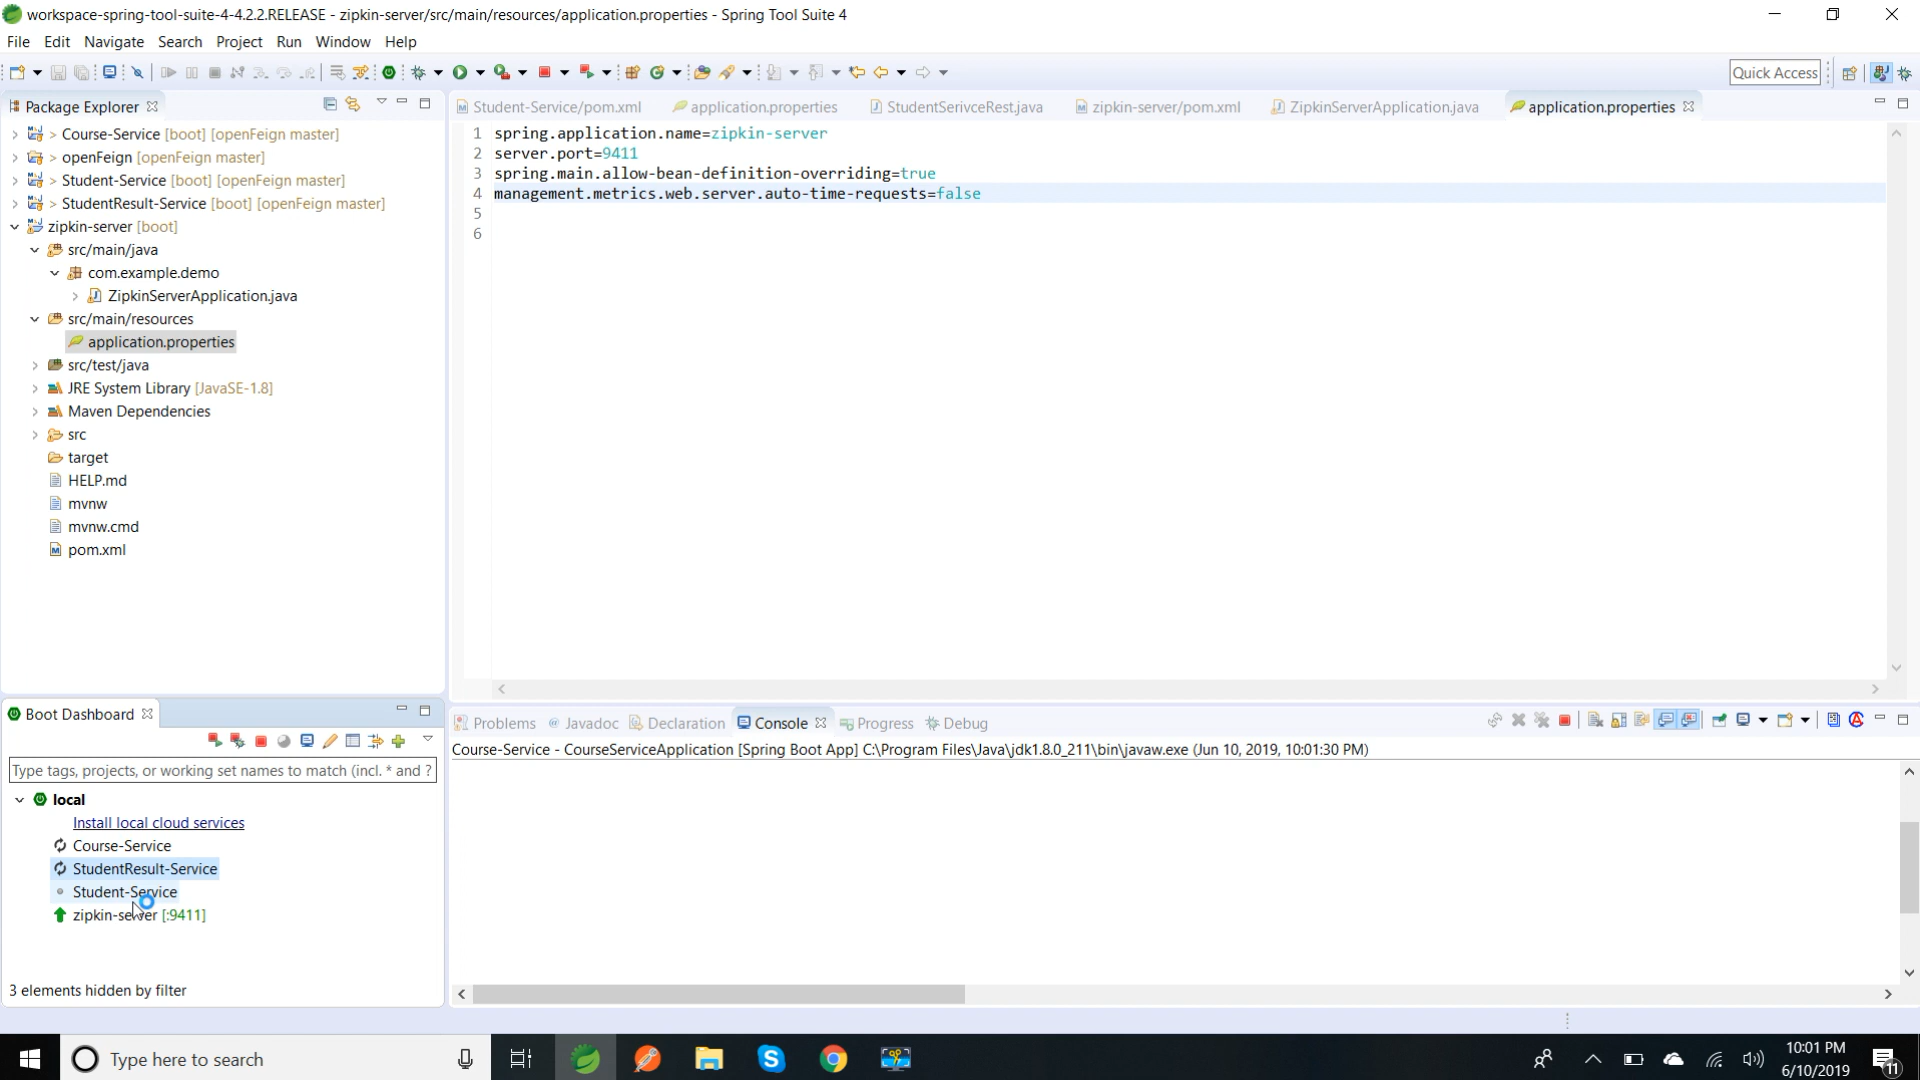 workspace-spring-tool-suite-4-4.2.2.RELEASE - zipkin-server/src/main/resources/application.properties - Spring Tool Suite 4
File Edit Navigate Search Project Run Window Help
Quick Access
Package Explorer
Student-Service/pom.xml application.properties StudentSerivceRest.java zipkin-server/pom.xml ZipkinServerApplication.java application.properties
> Course-Service [boot] [openFeign master]
> openFeign [openFeign master]
> Student-Service [boot] [openFeign master]
> StudentResult-Service [boot] [openFeign master]
zipkin-server [boot]
src/main/java
com.example.demo
ZipkinServerApplication.java
src/main/resources
application.properties
src/test/java
JRE System Library [JavaSE-1.8]
Maven Dependencies
src
target
HELP.md
mvnw
mvnw.cmd
pom.xml
1 spring.application.name=zipkin-server
2 server.port=9411
3 spring.main.allow-bean-definition-overriding=true
4 management.metrics.web.server.auto-time-requests=false
5
6
Boot Dashboard
Type tags, projects, or working set names to match (incl. * and ?
local
Install local cloud services
Course-Service
StudentResult-Service
Student-Service
zipkin-server [:9411]
3 elements hidden by filter
Problems @ Javadoc Declaration Console Progress Debug
Course-Service - CourseServiceApplication [Spring Boot App] C:\Program Files\Java\jdk1.8.0_211\bin\javaw.exe (Jun 10, 2019, 10:01:30 PM)
Type here to search
10:01 PM
6/10/2019
11